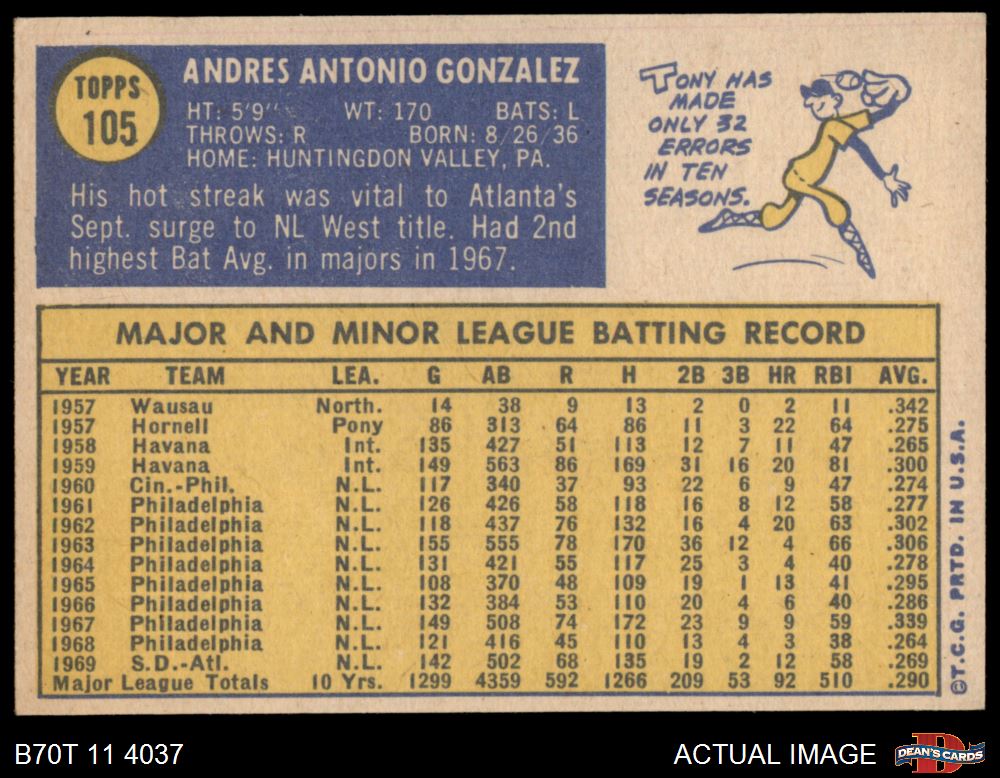 TOPPS
105
ANDRES ANTONIO GONZALEZ
HT: 5'9" WT: 170 BATS: L
THROWS: R BORN: 8/26/36
HOME: HUNTINGDON VALLEY, PA.
His hot streak was vital to Atlanta's
Sept. surge to NL West title. Had 2nd
highest Bat Avg. in majors in 1967.
TONY HAS
MADE
ONLY 32
ERRORS
IN TEN
SEASONS.
MAJOR AND MINOR LEAGUE BATTING RECORD
YEAR TEAM LEA. G AB R H 2B 3B HR RBI AVG.
1957 Wausau North. 14 38 9 13 2 0 2 11 .342
1957 Hornell Pony 86 313 64 86 11 3 22 64 .275
1958 Havana Int. 135 427 51 113 12 7 11 47 .265
1959 Havana Int. 149 563 86 169 31 16 20 81 .300
1960 Cin.-Phil. N.L. 117 340 37 93 22 6 9 47 .274
1961 Philadelphia N.L. 126 426 58 118 16 8 12 58 .277
1962 Philadelphia N.L. 118 437 76 132 16 4 20 63 .302
1963 Philadelphia N.L. 155 555 78 170 36 12 4 66 .306
1964 Philadelphia N.L. 131 421 55 117 25 3 4 40 .278
1965 Philadelphia N.L. 108 370 48 109 19 1 13 41 .295
1966 Philadelphia N.L. 132 384 53 110 20 4 6 40 .286
1967 Philadelphia N.L. 149 508 74 172 23 9 9 59 .339
1968 Philadelphia N.L. 121 416 45 110 13 4 3 38 .264
1969 S.D.-Atl. N.L. 142 502 68 135 19 2 12 58 .269
Major League Totals 10 Yrs. 1299 4359 592 1266 209 53 92 510 .290
©T.C.G. PRTD. IN U.S.A.
B70T 11 4037
ACTUAL IMAGE
DEAN'S CARDS